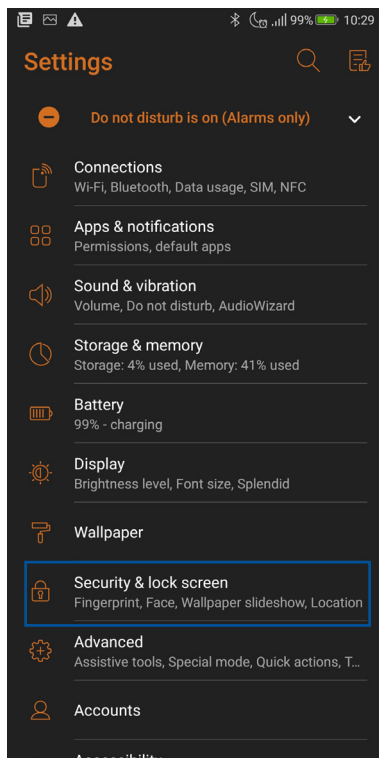 99% 10:29
Settings
Do not disturb is on (Alarms only)
Connections
Wi-Fi, Bluetooth, Data usage, SIM, NFC
Apps & notifications
Permissions, default apps
Sound & vibration
Volume, Do not disturb, AudioWizard
Storage & memory
Storage: 4% used, Memory: 41% used
Battery
99% - charging
Display
Brightness level, Font size, Splendid
Wallpaper
Security & lock screen
Fingerprint, Face, Wallpaper slideshow, Location
Advanced
Assistive tools, Special mode, Quick actions, T...
Accounts